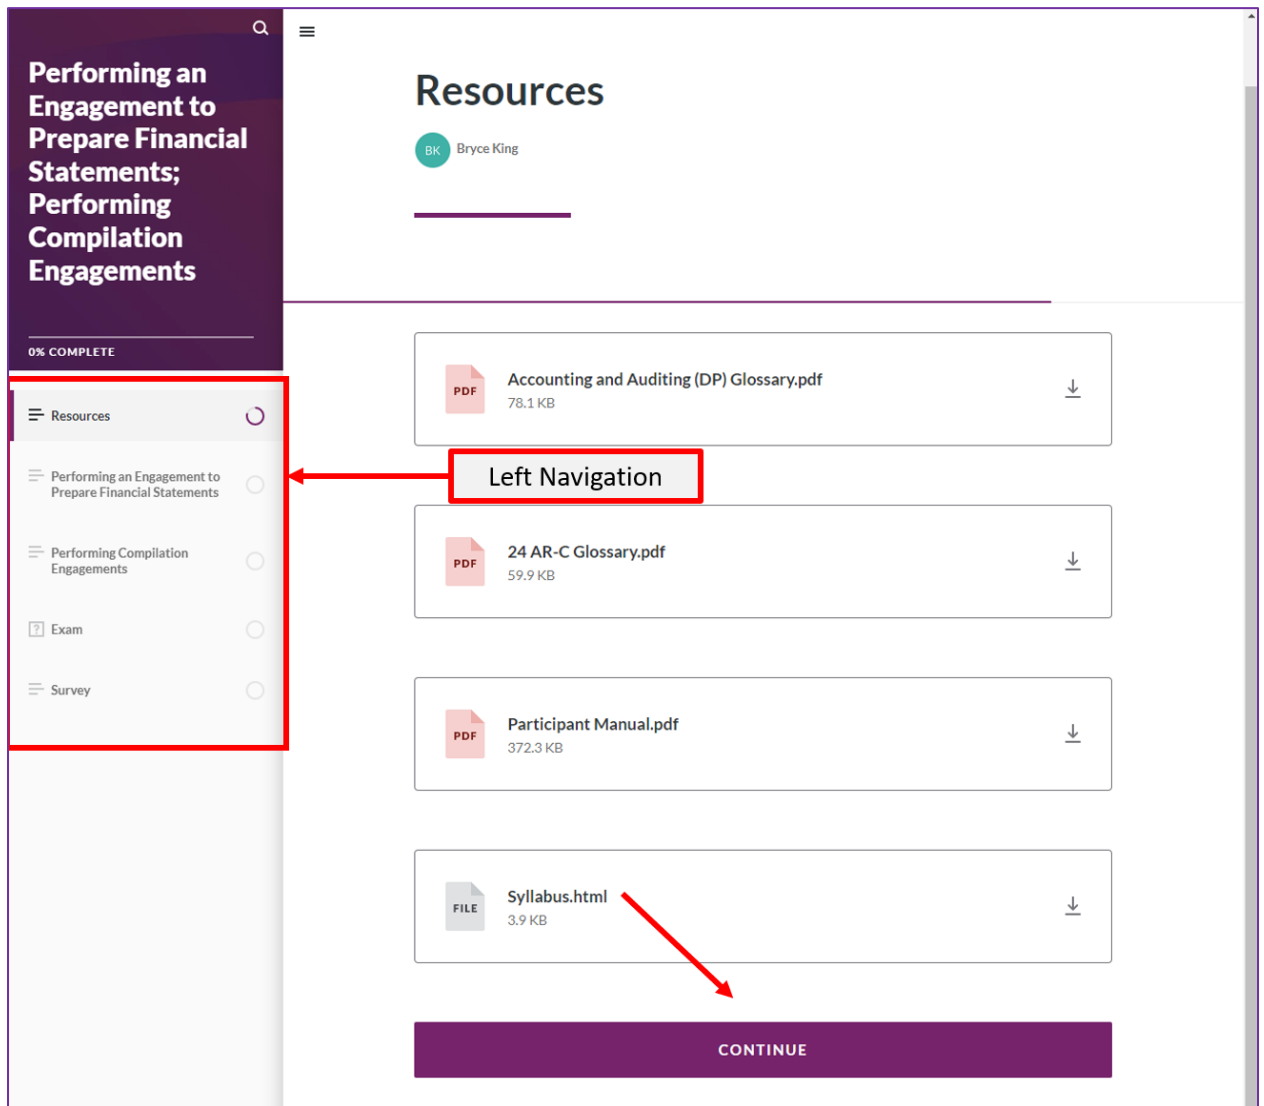 Performing an
Engagement to
Prepare Financial
Statements;
Performing
Compilation
Engagements
0% COMPLETE
Resources
Performing an Engagement to
Prepare Financial Statements
Performing Compilation
Engagements
Exam
Survey
Resources
BK
Bryce King
PDF
Accounting and Auditing (DP) Glossary.pdf
78.1 KB
Left Navigation
PDF
24 AR-C Glossary.pdf
59.9 KB
PDF
Participant Manual.pdf
372.3 KB
FILE
Syllabus.html
3.9 KB
CONTINUE